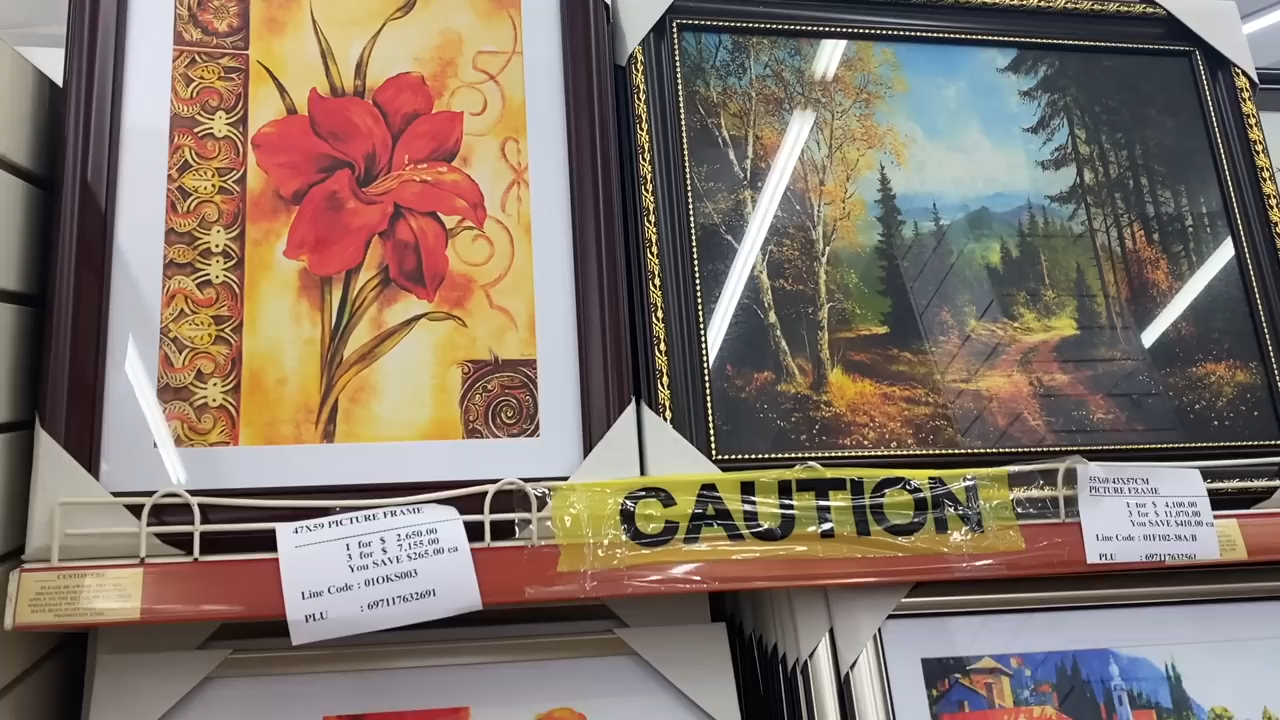 CAUTION
47X59 PICTURE FRAME
1 for $ 2,650.00
3 for $ 7,155.00
You SAVE $265.00 ea
Line Code : 01OKS003
PLU : 697117632691
55X69/43X57CM
PICTURE FRAME
1 for $ 4,100.00
3 for $ 11,070.00
You SAVE $410.00 ea
Line Code : 01F102-38A/B
PLU : 697117632561
CUSTOMERS